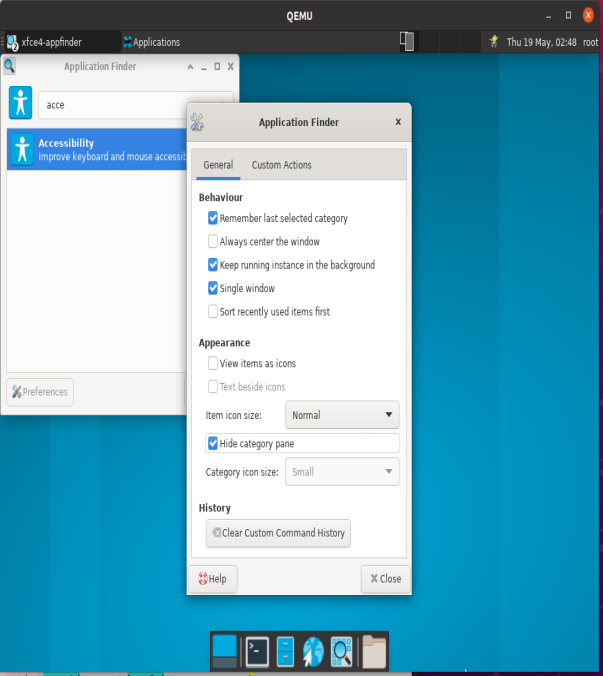 QEMU
xfce4-appfinder
Applications
Thu 19 May, 02:48 root
Application Finder
acce
Accessibility
Improve keyboard and mouse accessib
Preferences
Application Finder
General
Custom Actions
Behaviour
Remember last selected category
Always center the window
Keep running instance in the background
Single window
Sort recently used items first
Appearance
View items as icons
Text beside icons
Item icon size: Normal
Hide category pane
Category icon size: Small
History
Clear Custom Command History
Help
Close